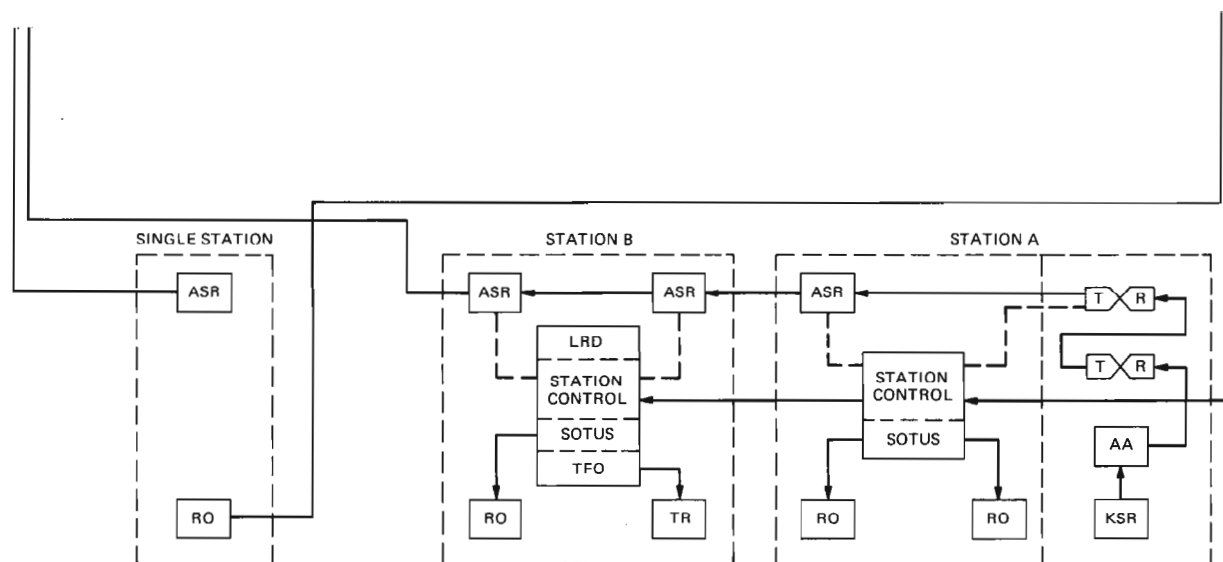 SINGLE STATION
STATION B
STATION A
ASR
ASR
ASR
ASR
T R
LRD
STATION
CONTROL
STATION
CONTROL
T R
SOTUS
SOTUS
AA
TFO
RO
RO
TR
RO
RO
KSR